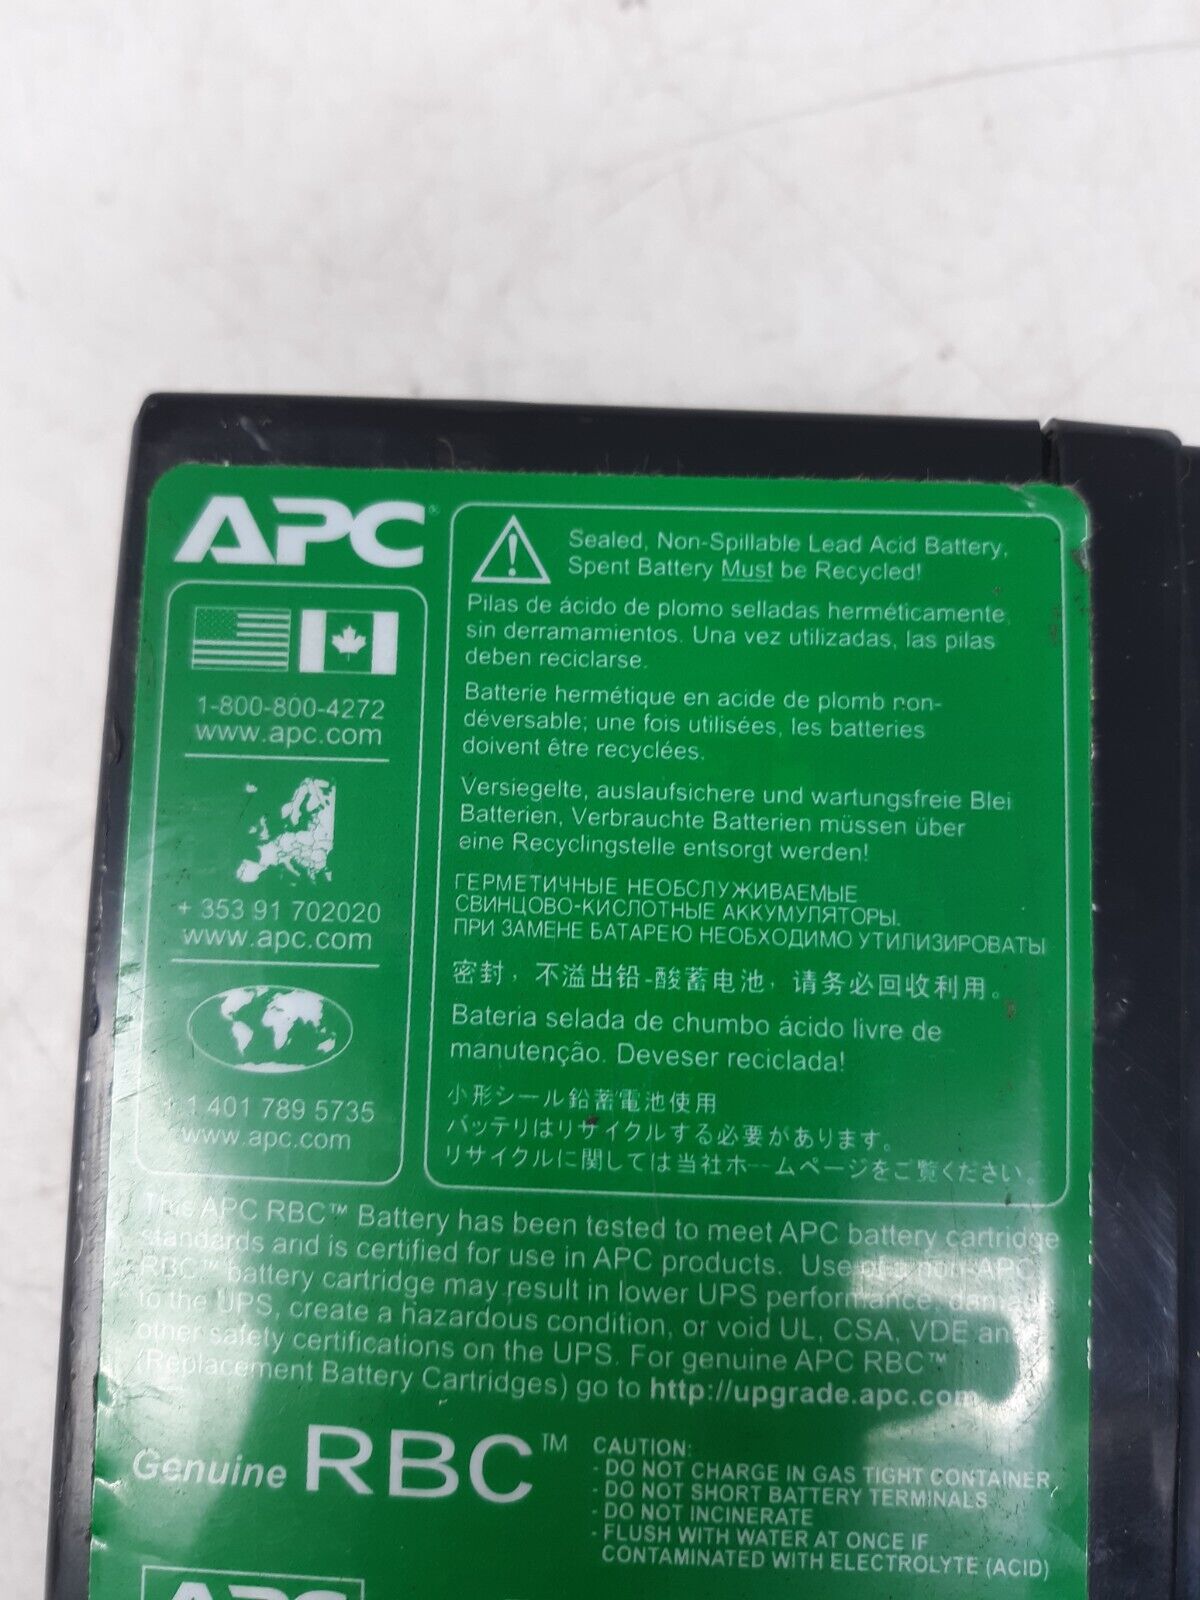 APC®
1-800-800-4272
www.apc.com
+ 353 91 702020
www.apc.com
+ 1 401 789 5735
www.apc.com
Sealed, Non-Spillable Lead Acid Battery.
Spent Battery Must be Recycled!
Pilas de ácido de plomo selladas herméticamente
sin derramamientos. Una vez utilizadas, las pilas
deben reciclarse.
Batterie hermétique en acide de plomb non-
déversable; une fois utilisées, les batteries
doivent être recyclées.
Versiegelte, auslaufsichere und wartungsfreie Blei
Batterien, Verbrauchte Batterien müssen über
eine Recyclingstelle entsorgt werden!
ГЕРМЕТИЧНЫЕ НЕОБСЛУЖИВАЕМЫЕ
СВИНЦОВО-КИСЛОТНЫЕ АККУМУЛЯТОРЫ.
ПРИ ЗАМЕНЕ БАТАРЕЮ НЕОБХОДИМО УТИЛИЗИРОВАТЫ
密封，不溢出铅-酸蓄电池，请务必回收利用。
Bateria selada de chumbo ácido livre de
manutenção. Deveser reciclada!
小形シール鉛蓄電池使用
バッテリはリサイクルする必要があります。
リサイクルに関しては当社ホームページをご覧ください。
This APC RBC™ Battery has been tested to meet APC battery cartridge
standards and is certified for use in APC products. Use of a non-APC
RBC™ battery cartridge may result in lower UPS performance,
to the UPS, create a hazardous condition, or void UL, CSA, VDE and
other safety certifications on the UPS. For genuine APC RBC™
(Replacement Battery Cartridges) go to http://upgrade.apc.com
Genuine RBC™
CAUTION:
- DO NOT CHARGE IN GAS TIGHT CONTAINER
- DO NOT SHORT BATTERY TERMINALS
- DO NOT INCINERATE
- FLUSH WITH WATER AT ONCE IF
CONTAMINATED WITH ELECTROLYTE (ACID)
APC